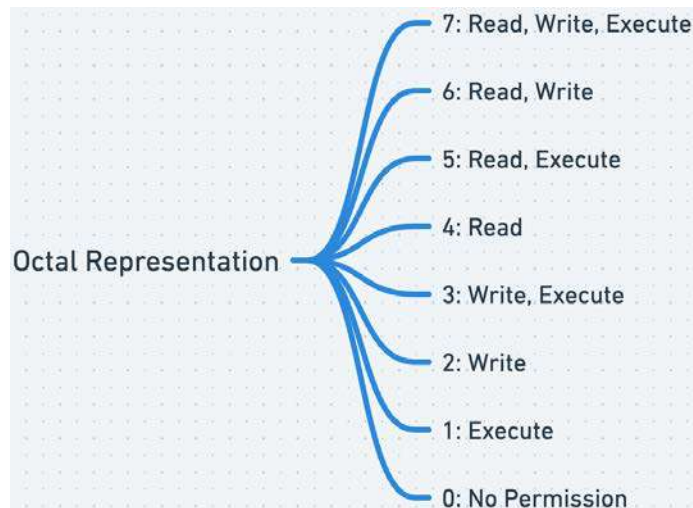 7: Read, Write, Execute
6: Read, Write
5: Read, Execute
4: Read
Octal Representation
3: Write, Execute
2: Write
1: Execute
0: No Permission